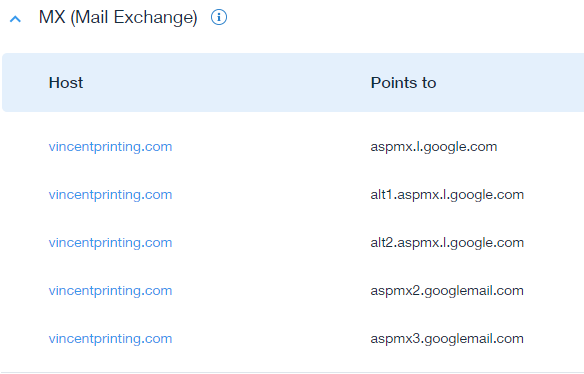 MX (Mail Exchange)
Host Points to
vincentprinting.com aspmx.l.google.com
vincentprinting.com alt1.aspmx.l.google.com
vincentprinting.com alt2.aspmx.l.google.com
vincentprinting.com aspmx2.googlemail.com
vincentprinting.com aspmx3.googlemail.com